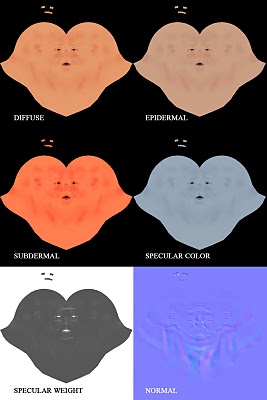 DIFFUSE
EPIDERMAL
SUBDERMAL
SPECULAR COLOR
SPECULAR WEIGHT
NORMAL